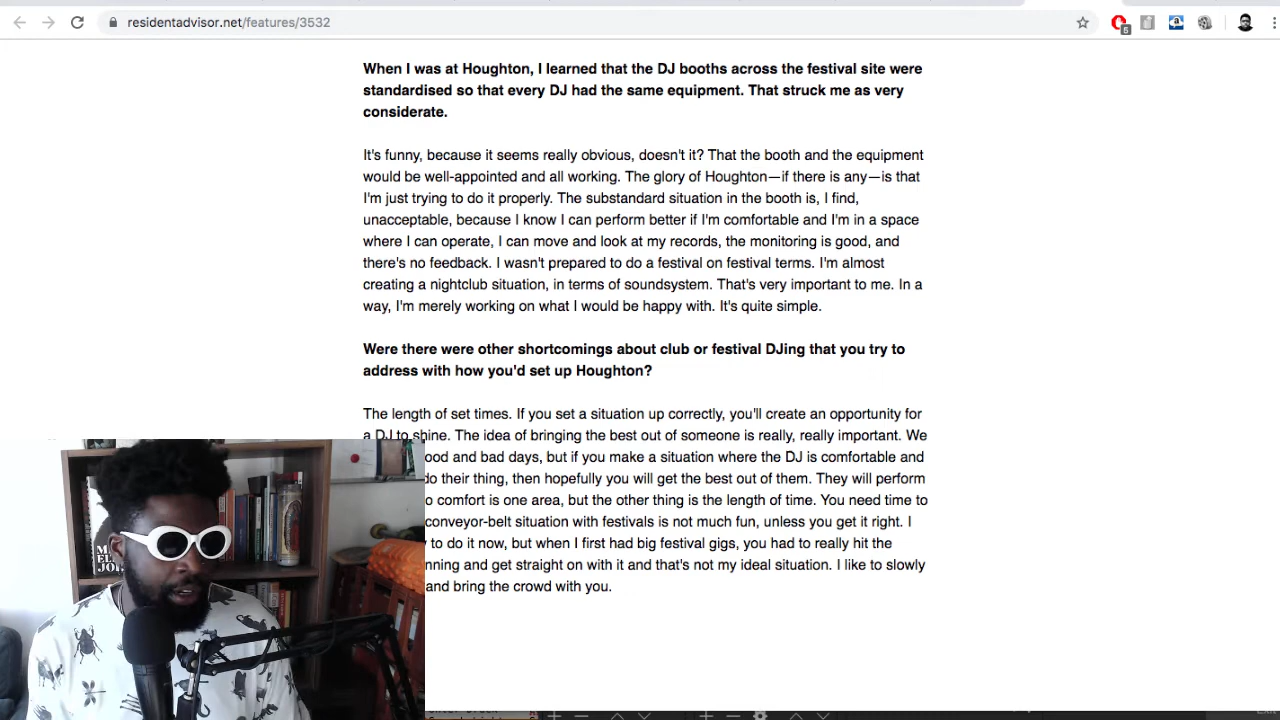 residentadvisor.net/features/3532
5
When I was at Houghton, I learned that the DJ booths across the festival site were
standardised so that every DJ had the same equipment. That struck me as very
considerate.
It's funny, because it seems really obvious, doesn't it? That the booth and the equipment
would be well-appointed and all working. The glory of Houghton—if there is any—is that
I'm just trying to do it properly. The substandard situation in the booth is, I find,
unacceptable, because I know I can perform better if I'm comfortable and I'm in a space
where I can operate, I can move and look at my records, the monitoring is good, and
there's no feedback. I wasn't prepared to do a festival on festival terms. I'm almost
creating a nightclub situation, in terms of soundsystem. That's very important to me. In a
way, I'm merely working on what I would be happy with. It's quite simple.
Were there were other shortcomings about club or festival DJing that you try to
address with how you'd set up Houghton?
The length of set times. If you set a situation up correctly, you'll create an opportunity for
a DJ to shine. The idea of bringing the best out of someone is really, really important. We
ood and bad days, but if you make a situation where the DJ is comfortable and
do their thing, then hopefully you will get the best out of them. They will perform
o comfort is one area, but the other thing is the length of time. You need time to
conveyor-belt situation with festivals is not much fun, unless you get it right. I
y to do it now, but when I first had big festival gigs, you had to really hit the
nning and get straight on with it and that's not my ideal situation. I like to slowly
and bring the crowd with you.